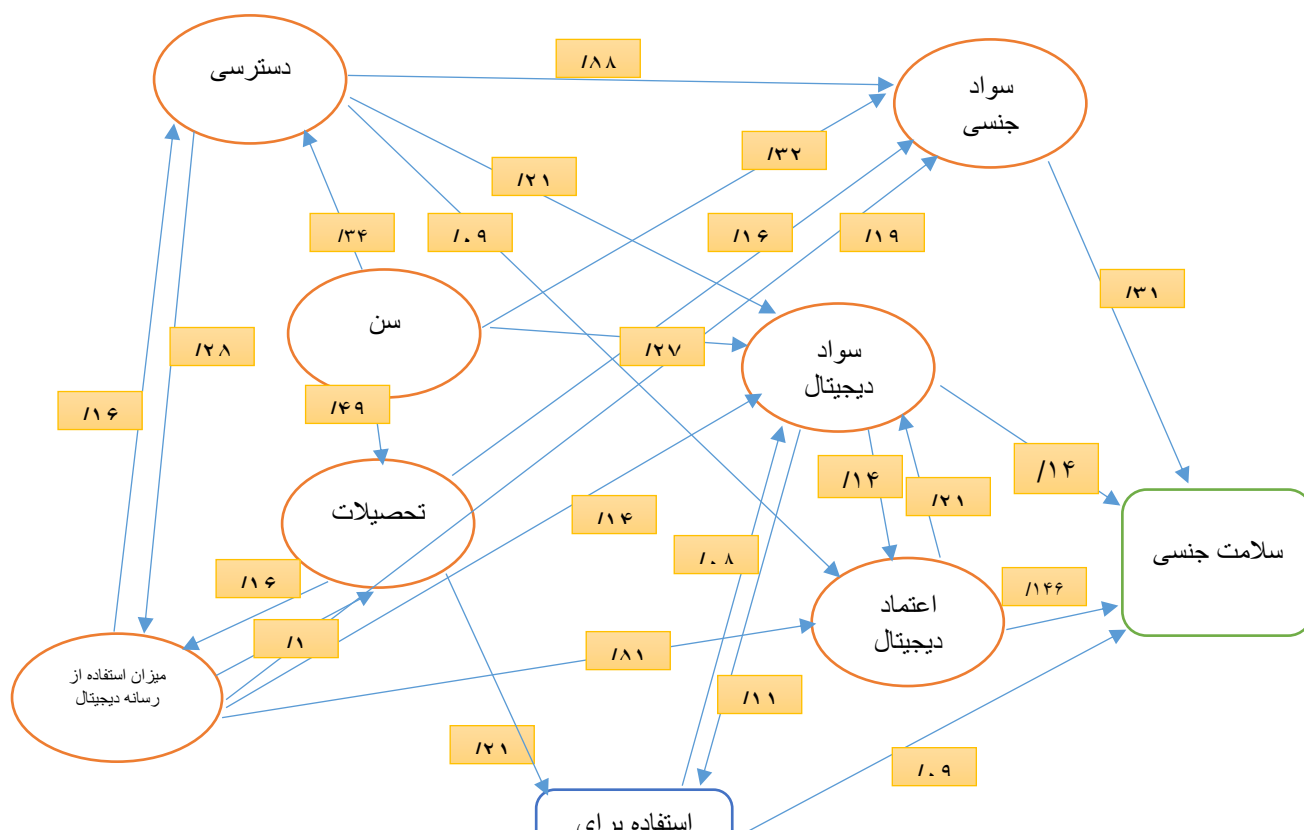 دسترسی
/۸۸
سواد
جنسی
/۳۲
/۲۱
/۳۴
/۰۹
/۱۶
/۱۹
/۳۱
سن
/۲۸
/۲۷
سواد
دیجیتال
/۱۶
/۴۹
تحصیلات
/۱۴
/۱۴
/۱۴
/۲۱
سلامت جنسی
/۰۸
/۱۶
/۱
اعتماد
دیجیتال
/۱۴۶
/۸۱
میزان استفاده از
رسانه دیجیتال
/۱۱
/۲۱
/۰۹
استفاده برای